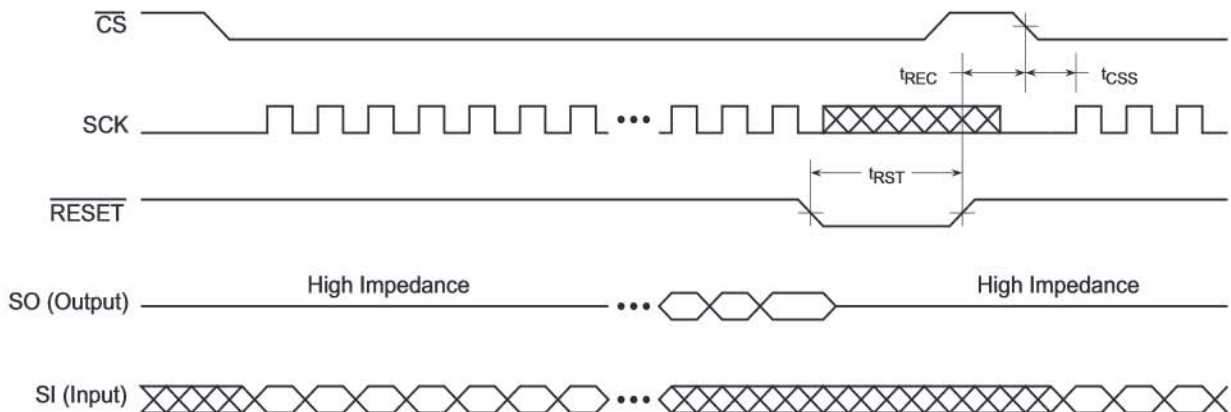 CS
tREC
tCSS
SCK
•••
tRST
RESET
High Impedance
High Impedance
SO (Output)
•••
SI (Input)
•••